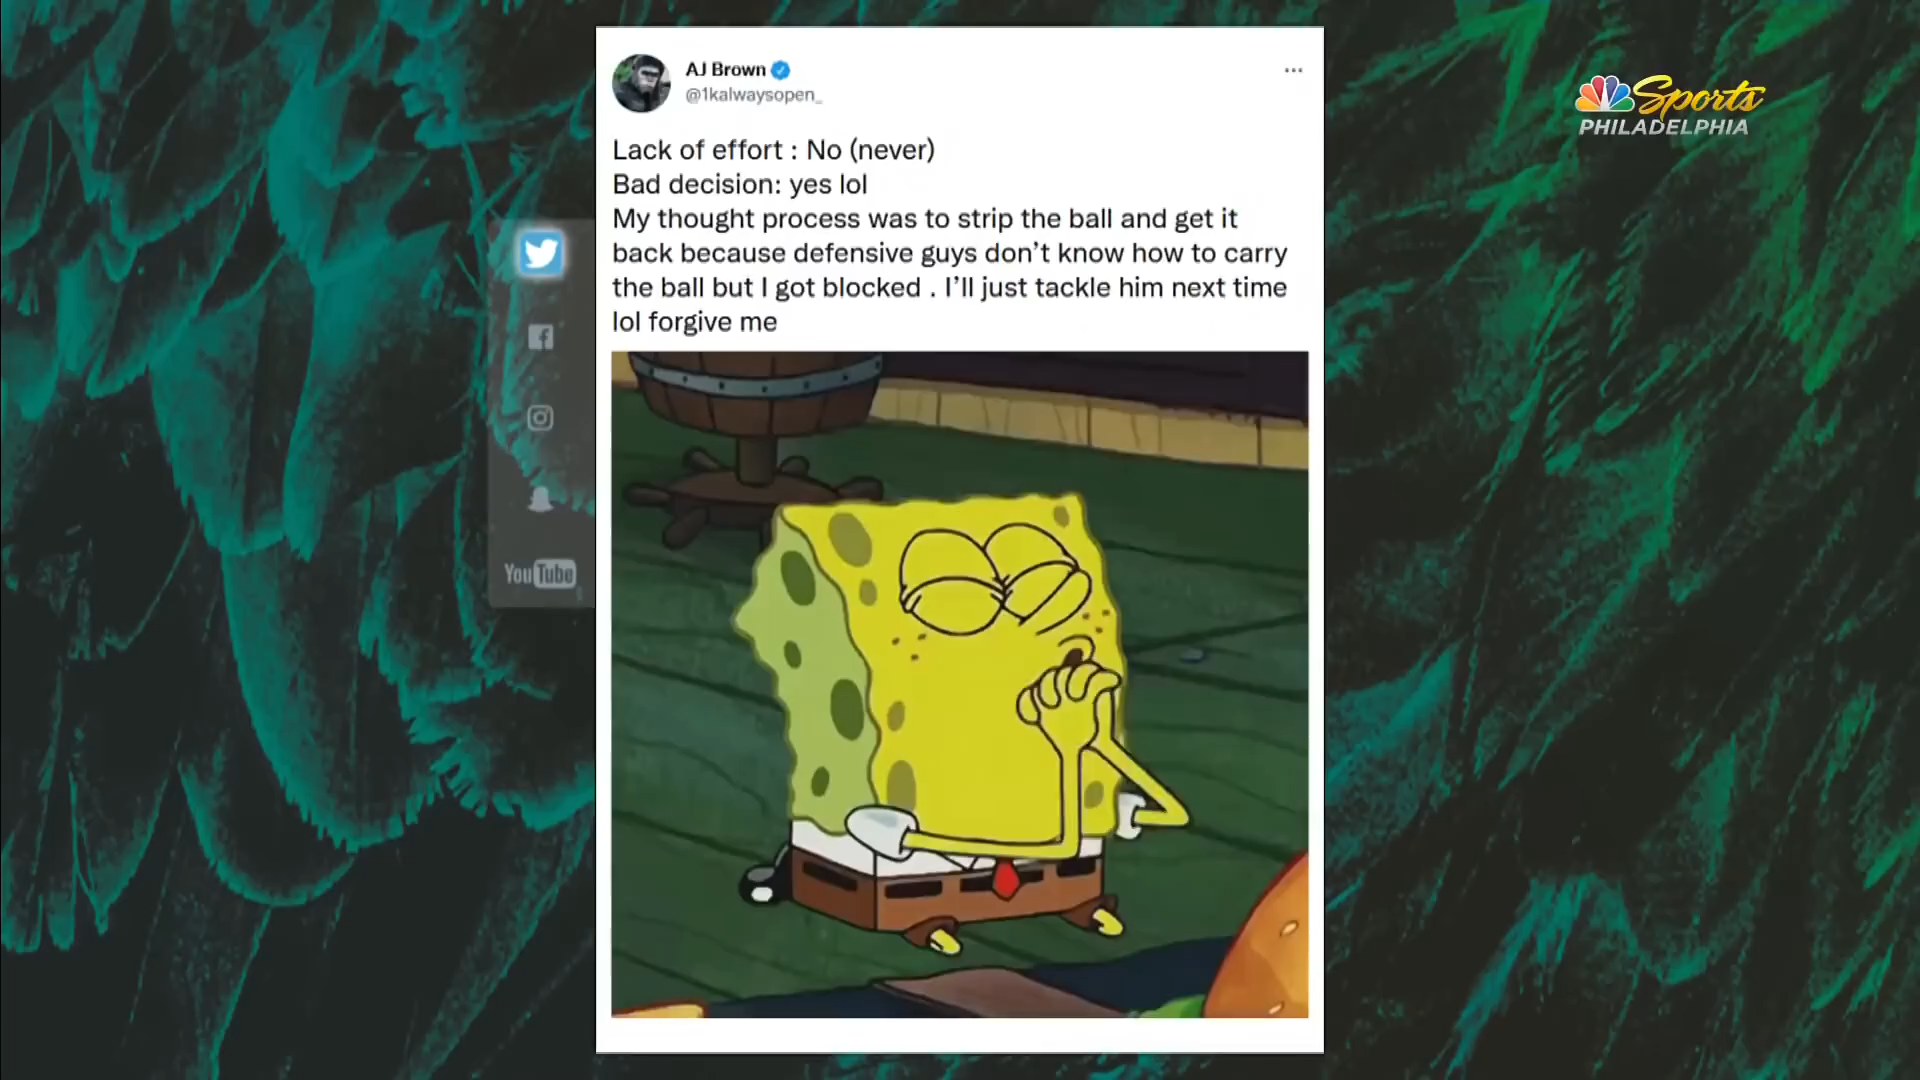 AJ Brown
@1kalwaysopen_
Sports
PHILADELPHIA
Lack of effort : No (never)
Bad decision: yes lol
My thought process was to strip the ball and get it
back because defensive guys don’t know how to carry
the ball but I got blocked . I’ll just tackle him next time
lol forgive me
YouTube